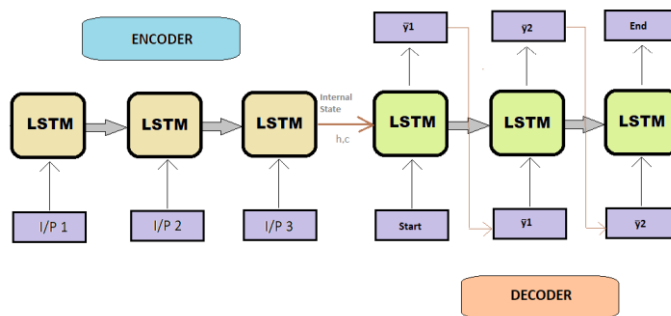 ENCODER
ȳ1
ȳ2
End
Internal
State
h,c
LSTM
LSTM
LSTM
LSTM
LSTM
LSTM
I/P 1
I/P 2
I/P 3
Start
ȳ1
ȳ2
DECODER